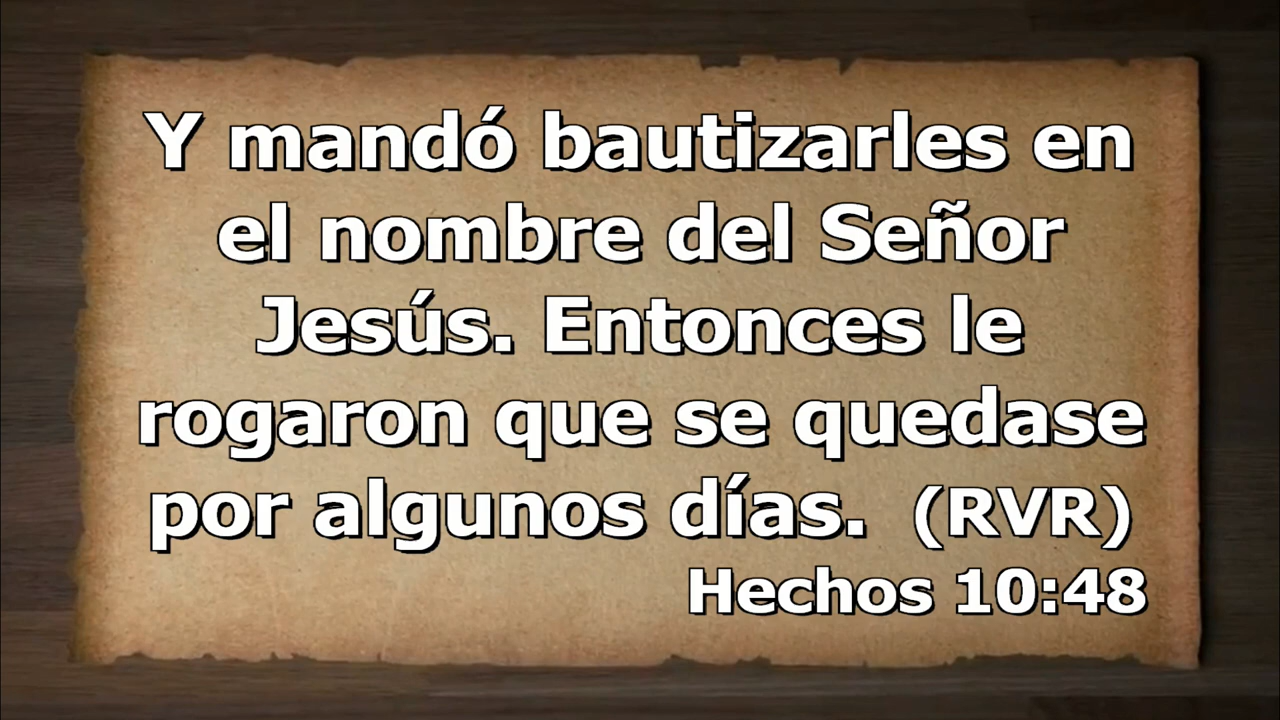 Y mandó bautizarles en
el nombre del Señor
Jesús. Entonces le
rogaron que se quedase
por algunos días. (RVR)
Hechos 10:48